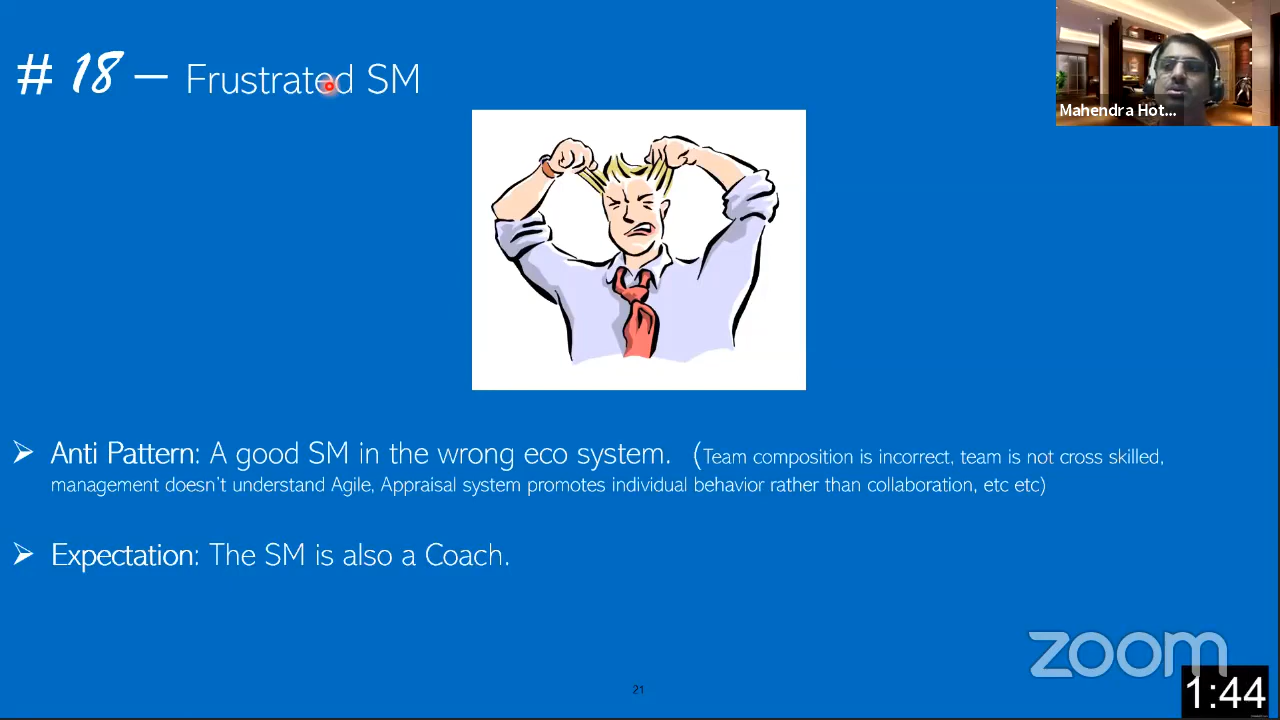 # 18 – Frustrated SM
Mahendra Hot...
➢ Anti Pattern: A good SM in the wrong eco system. (Team composition is incorrect, team is not cross skilled,
management doesn't understand Agile, Appraisal system promotes individual behavior rather than collaboration, etc etc)
➢ Expectation: The SM is also a Coach.
zoom
21
1:44